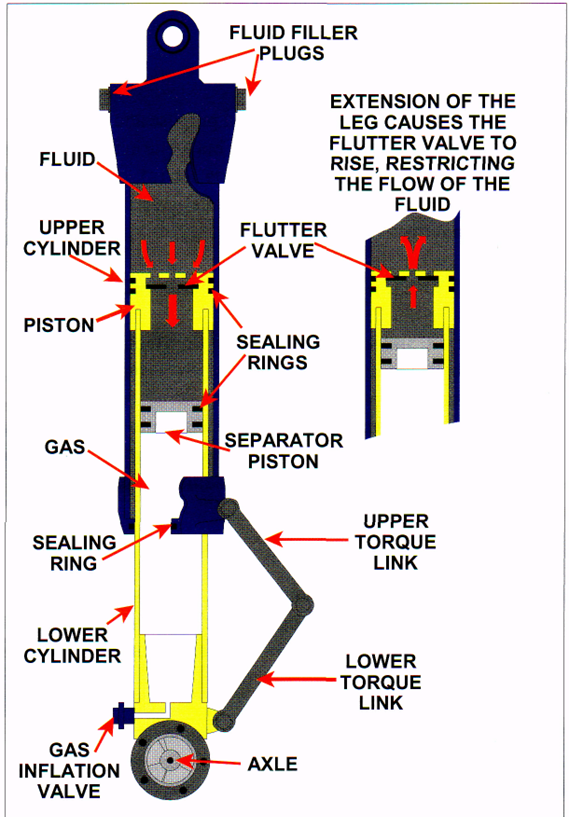 FLUID FILLER
PLUGS
EXTENSION OF THE
LEG CAUSES THE
FLUTTER VALVE TO
RISE, RESTRICTING
THE FLOW OF THE
FLUID
FLUID
UPPER
CYLINDER
FLUTTER
VALVE
PISTON
SEALING
RINGS
GAS
SEPARATOR
PISTON
SEALING
RING
UPPER
TORQUE
LINK
LOWER
CYLINDER
LOWER
TORQUE
LINK
GAS
INFLATION
VALVE
AXLE